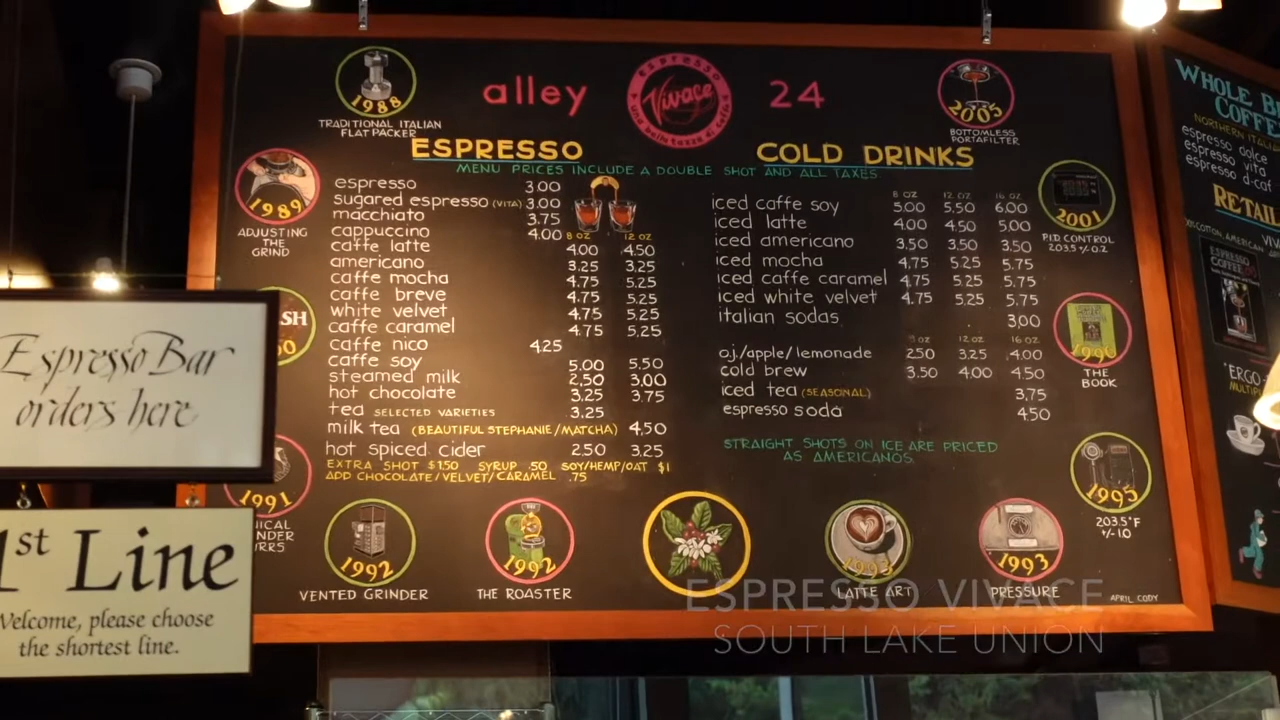 alley
espresso
Vivace
una bella tazza di caffe
24
1988
TRADITIONAL ITALIAN
FLAT PACKER
2005
BOTTOMLESS
PORTAFILTER
1989
ADJUSTING
THE
GRIND
ESPRESSO
COLD DRINKS
MENU PRICES INCLUDE A DOUBLE SHOT AND ALL TAXES.
espresso 3.00
sugared espresso (VITA) 3.00
macchiato 3.75
cappuccino 4.00 8 OZ 12 OZ
caffe latte 4.00 4.50
americano 3.25 3.25
caffe mocha 4.75 5.25
caffe breve 4.75 5.25
white velvet 4.75 5.25
caffe caramel 4.75 5.25
caffe nico 4.25
caffe soy 5.00 5.50
steamed milk 2.50 3.00
hot chocolate 3.25 3.75
tea SELECTED VARIETIES 3.25
milk tea (BEAUTIFUL STEPHANIE/MATCHA) 4.50
hot spiced cider 2.50 3.25
EXTRA SHOT $1.50 SYRUP .50 SOY/HEMP/OAT $1
ADD CHOCOLATE/VELVET/CARAMEL .75
8 OZ 12 OZ 16 OZ
iced caffe soy 5.00 5.50 6.00
iced latte 4.00 4.50 5.00
iced americano 3.50 3.50 3.50
iced mocha 4.75 5.25 5.75
iced caffe caramel 4.75 5.25 5.75
iced white velvet 4.75 5.25 5.75
italian sodas 3.00
8 OZ 12 OZ 16 OZ
o.j./apple/lemonade 2.50 3.25 4.00
cold brew 3.50 4.00 4.50
iced tea (SEASONAL) 3.75
espresso soda 4.50
STRAIGHT SHOTS ON ICE ARE PRICED
AS AMERICANOS.
2001
P.I.D. CONTROL
203.5 +/- 0.2
1990
THE
BOOK
1995
203.5°F
+/- 1.0
1991
1992
VENTED GRINDER
1992
THE ROASTER
LATTE ART
1993
PRESSURE
APRIL CODY
Espresso Bar
orders here
1st Line
Welcome, please choose
the shortest line.
WHOLE
COFFEE
espresso dolce
espresso vita
espresso d-caf
ESPRESSO
COFFEE
ESPRESSO VIVACE
SOUTH LAKE UNION